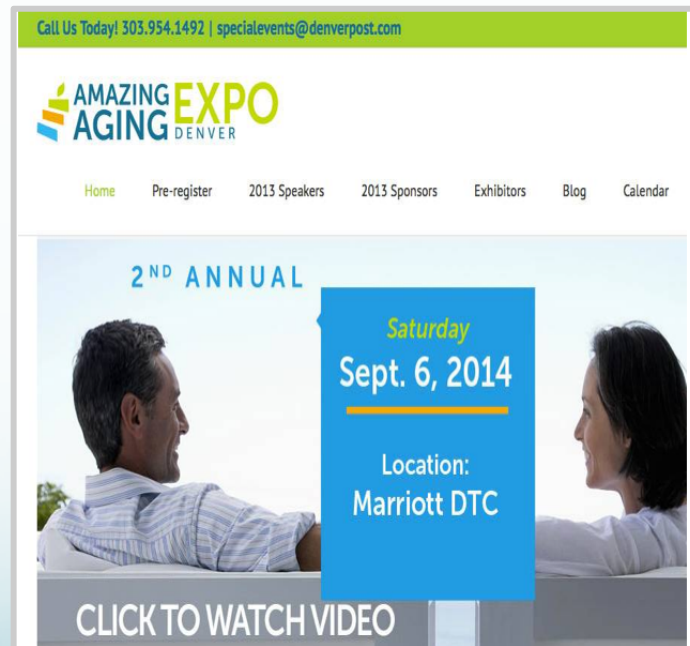 Call Us Today! 303.954.1492 | specialevents@denverpost.com
AMAZING AGING EXPO DENVER
Home Pre-register 2013 Speakers 2013 Sponsors Exhibitors Blog Calendar
2ND ANNUAL
Saturday
Sept. 6, 2014
Location:
Marriott DTC
CLICK TO WATCH VIDEO